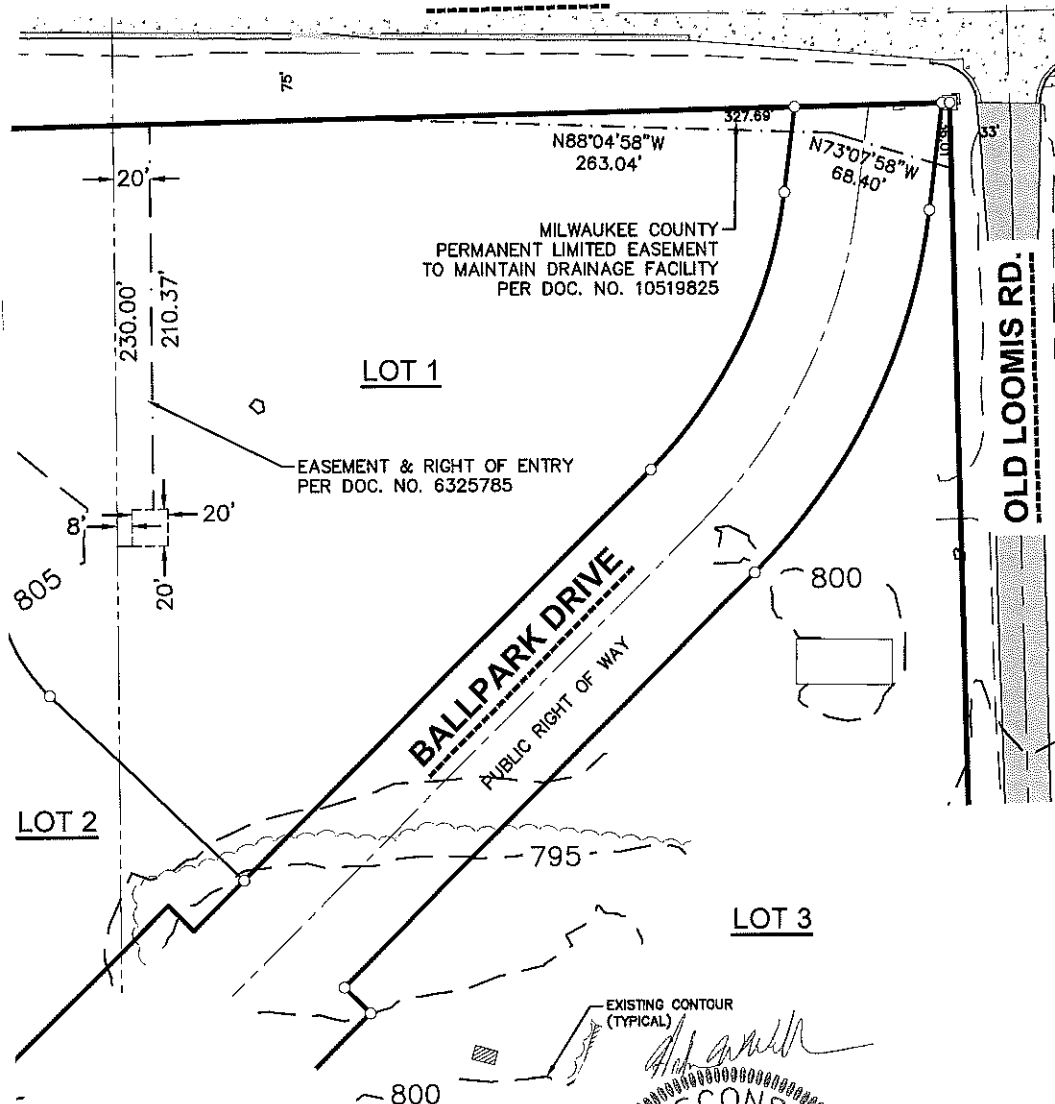 75'
327.69'
33'
N88°04'58"W
263.04'
N73°07'58"W
68.40'
20'
MILWAUKEE COUNTY
PERMANENT LIMITED EASEMENT
TO MAINTAIN DRAINAGE FACILITY
PER DOC. NO. 10519825
230.00'
210.37'
OLD LOOMIS RD.
LOT 1
EASEMENT & RIGHT OF ENTRY
PER DOC. NO. 6325785
20'
8'
20'
805
800
BALLPARK DRIVE
PUBLIC RIGHT OF WAY
LOT 2
795
LOT 3
EXISTING CONTOUR
(TYPICAL)
800